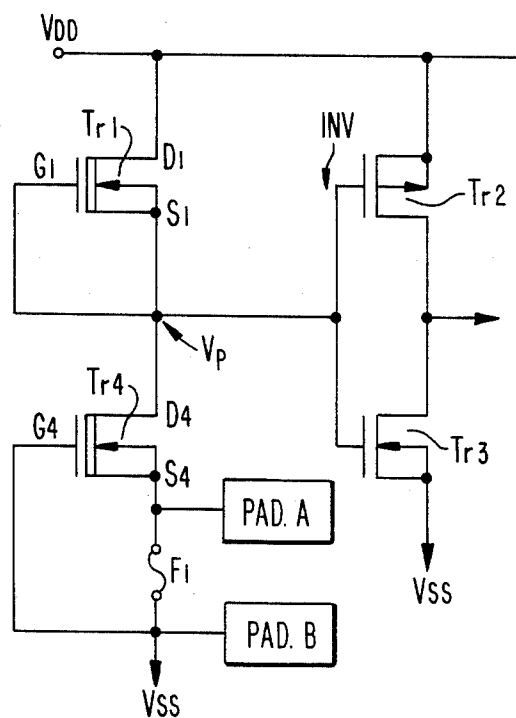 VDD
Tr1
G1
D1
S1
INV
Tr2
VP
Tr4
G4
D4
S4
Tr3
PAD. A
F1
VSS
PAD. B
VSS